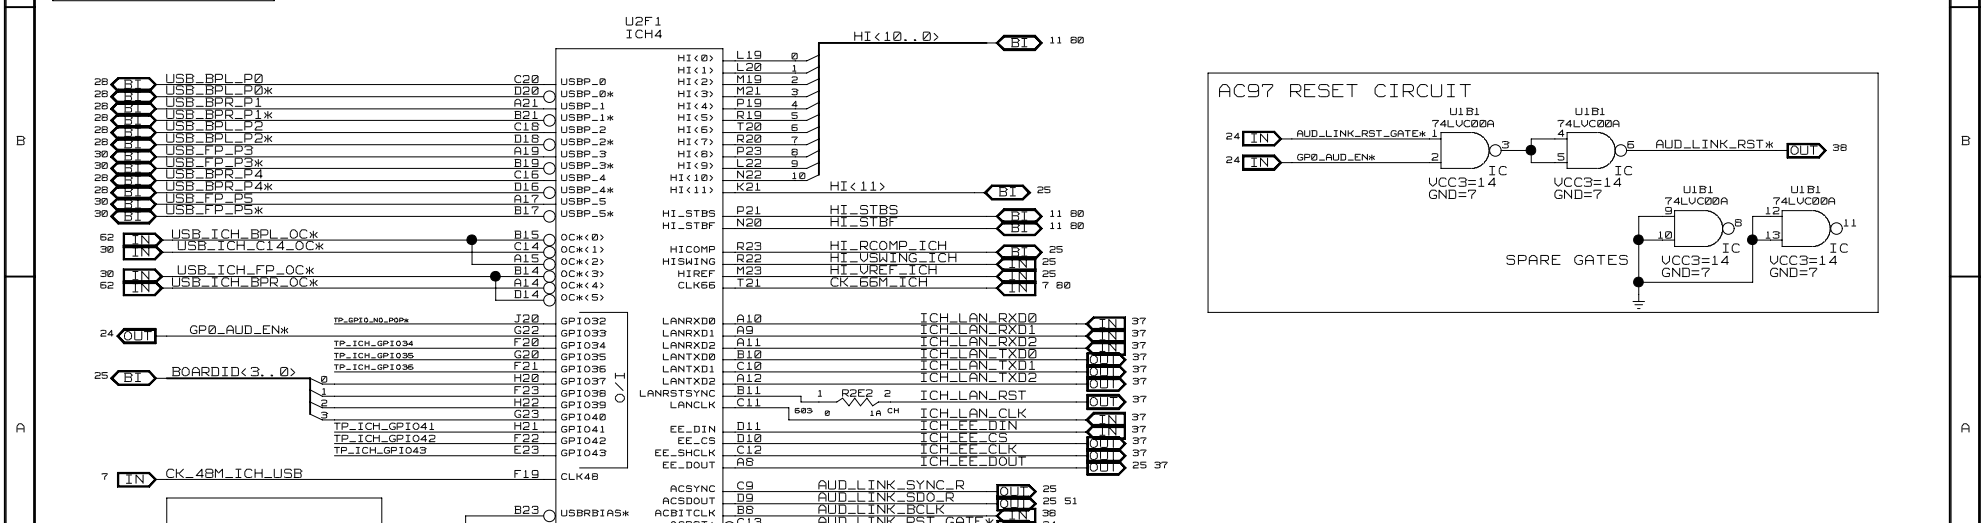 U2F1
ICH4
HI<10..0>
BI 11 80
28 BI USB_BPL_P0 C20 USBP_0
28 BI USB_BPL_P0* D20 USBP_0*
28 BI USB_BPR_P1 A21 USBP_1
28 BI USB_BPR_P1* B21 USBP_1*
28 BI USB_BPL_P2 C18 USBP_2
28 BI USB_BPL_P2* D18 USBP_2*
30 BI USB_FP_P3 A19 USBP_3
30 BI USB_FP_P3* B19 USBP_3*
28 BI USB_BPR_P4 C16 USBP_4
28 BI USB_BPR_P4* D16 USBP_4*
30 BI USB_FP_P5 A17 USBP_5
30 BI USB_FP_P5* B17 USBP_5*
62 IN USB_ICH_BPL_OC* B15 OC*<0>
30 IN USB_ICH_C14_OC* C14 OC*<1>
A15 OC*<2>
30 IN USB_ICH_FP_OC* B14 OC*<3>
62 IN USB_ICH_BPR_OC* A14 OC*<4>
D14 OC*<5>
TP_GPIO_NO_POP* J20 GPIO32
24 OUT GP0_AUD_EN* G22 GPIO33
TP_ICH_GPIO34 F20 GPIO34
TP_ICH_GPIO35 G20 GPIO35
TP_ICH_GPIO36 F21 GPIO36
25 BI BOARDID<3..0> 0 H20 GPIO37
1 F23 GPIO38
2 H22 GPIO39
3 G23 GPIO40
TP_ICH_GPIO41 H21 GPIO41
TP_ICH_GPIO42 F22 GPIO42
TP_ICH_GPIO43 E23 GPIO43
I/O
7 IN CK_48M_ICH_USB F19 CLK48
B23 USBRBIAS*
HI<0> L19 0
HI<1> L20 1
HI<2> M19 2
HI<3> M21 3
HI<4> P19 4
HI<5> R19 5
HI<6> T20 6
HI<7> R20 7
HI<8> P23 8
HI<9> L22 9
HI<10> N22 10
HI<11> K21 HI<11> BI 25
HI_STBS P21 HI_STBS BI 11 80
HI_STBF N20 HI_STBF BI 11 80
HICOMP R23 HI_RCOMP_ICH BI 25
HISWING R22 HI_VSWING_ICH IN 25
HIREF M23 HI_VREF_ICH IN 25
CLK66 T21 CK_66M_ICH IN 7 80
LANRXD0 A10 ICH_LAN_RXD0 IN 37
LANRXD1 A9 ICH_LAN_RXD1 IN 37
LANRXD2 A11 ICH_LAN_RXD2 IN 37
LANTXD0 B10 ICH_LAN_TXD0 OUT 37
LANTXD1 C10 ICH_LAN_TXD1 OUT 37
LANTXD2 A12 ICH_LAN_TXD2 OUT 37
LANRSTSYNC B11 1 R2E2 2 ICH_LAN_RST OUT 37
603 0 1A CH
LANCLK C11 ICH_LAN_CLK IN 37
EE_DIN D11 ICH_EE_DIN IN 37
EE_CS D10 ICH_EE_CS OUT 37
EE_SHCLK C12 ICH_EE_CLK OUT 37
EE_DOUT A8 ICH_EE_DOUT OUT 25 37
ACSYNC C9 AUD_LINK_SYNC_R OUT 25
ACSDOUT D9 AUD_LINK_SDO_R OUT 25 51
ACBITCLK B8 AUD_LINK_BCLK IN 38
C13 AUD_LINK_RST_GATE*
AC97 RESET CIRCUIT
U1B1 U1B1
74LVC00A 74LVC00A
24 IN AUD_LINK_RST_GATE* 1 3 4 6 AUD_LINK_RST* OUT 38
24 IN GP0_AUD_EN* 2 5
IC IC
VCC3=14 VCC3=14
GND=7 GND=7
U1B1 U1B1
74LVC00A 74LVC00A
9 8 12 11
10 13
IC IC
SPARE GATES
VCC3=14 VCC3=14
GND=7 GND=7
B B
A A